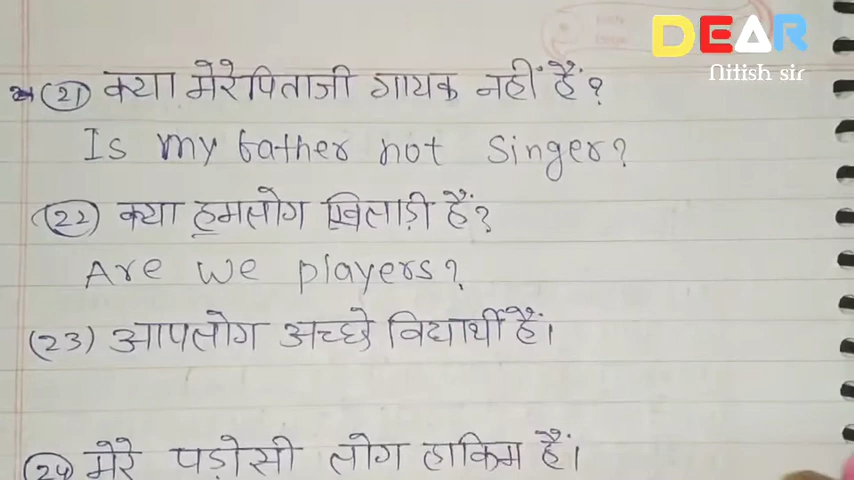 DEAR
Nitish sir
(21) क्या मेरे पिताजी गायक नहीं हैं?
Is my father not singer?
(22) क्या हमलोग खिलाड़ी हैं?
Are we players?
(23) आपलोग अच्छे विद्यार्थी हैं।
(24) मेरे पड़ोसी लोग हाकिम हैं।